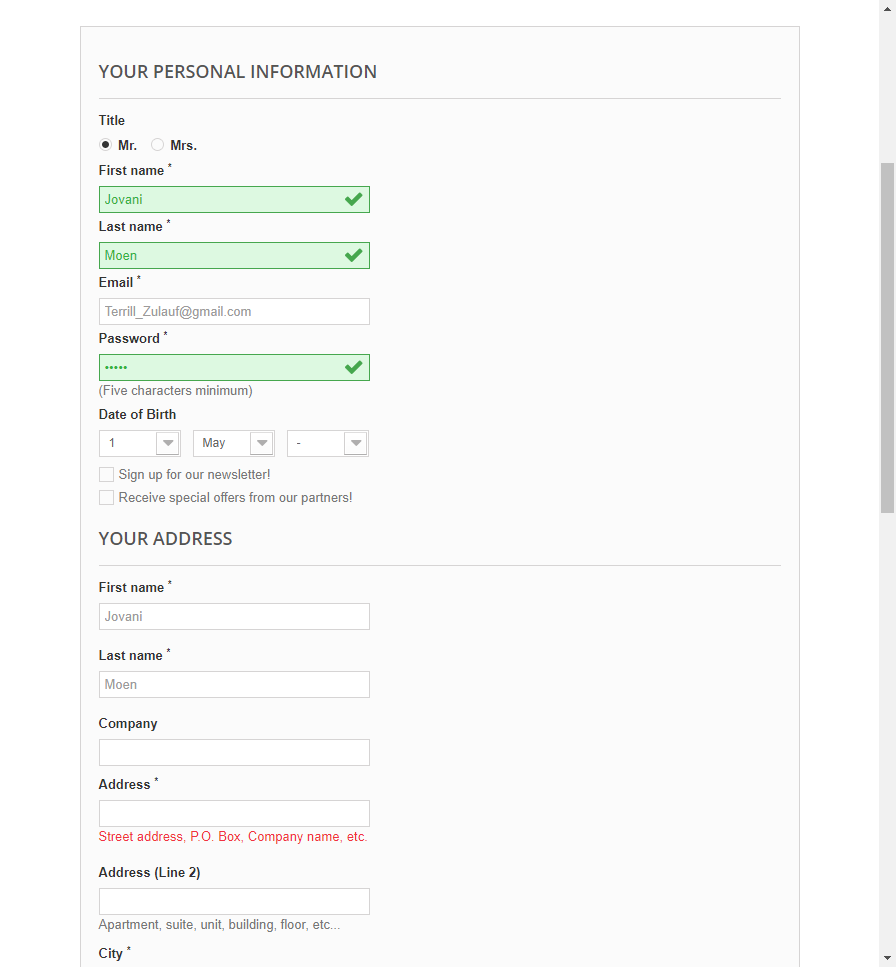 YOUR PERSONAL INFORMATION
Title
Mr. Mrs.
First name *
Jovani
Last name *
Moen
Email *
Terrill_Zulauf@gmail.com
Password *
•••••
(Five characters minimum)
Date of Birth
1 May -
Sign up for our newsletter!
Receive special offers from our partners!
YOUR ADDRESS
First name *
Jovani
Last name *
Moen
Company
Address *
Street address, P.O. Box, Company name, etc.
Address (Line 2)
Apartment, suite, unit, building, floor, etc...
City *